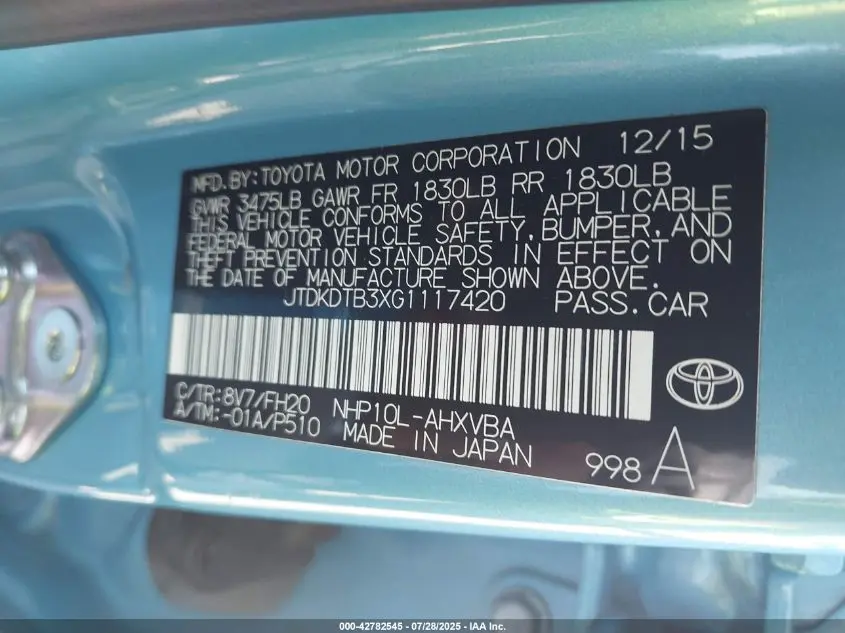 MFD. BY: TOYOTA MOTOR CORPORATION 12/15
GVWR 3475LB GAWR FR 1830LB RR 1830LB
THIS VEHICLE CONFORMS TO ALL APPLICABLE
FEDERAL MOTOR VEHICLE SAFETY, BUMPER, AND
THEFT PREVENTION STANDARDS IN EFFECT ON
THE DATE OF MANUFACTURE SHOWN ABOVE.
JTDKDTB3XG1117420 PASS. CAR
C/TR: 8V7/FH20 NHP10L-AHXVBA
A/TM: -01A/P510 MADE IN JAPAN
998 A
000-42782545 - 07/28/2025 - IAA Inc.